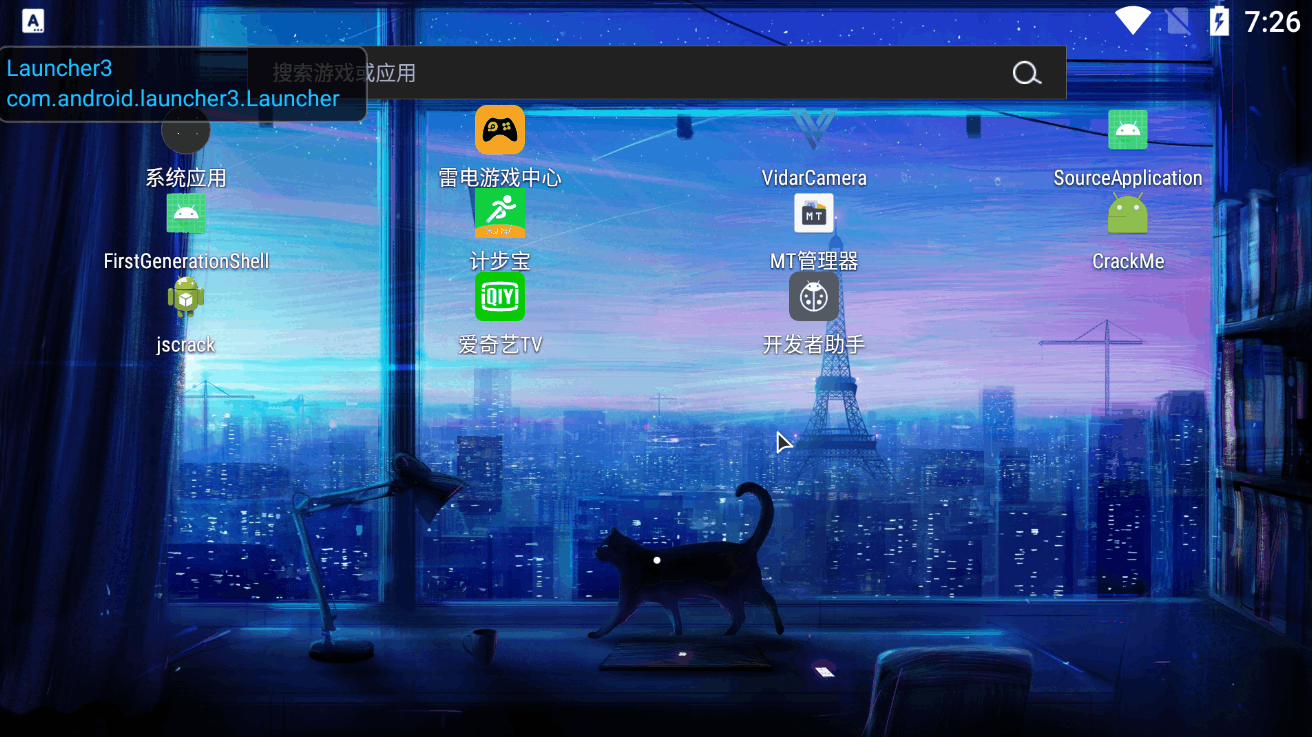 A
7:26
Launcher3
com.android.launcher3.Launcher
搜索游戏或应用
系统应用
雷电游戏中心
VidarCamera
SourceApplication
FirstGenerationShell
计步宝
MT
MT管理器
CrackMe
jscrack
iQIYI
爱奇艺TV
开发者助手